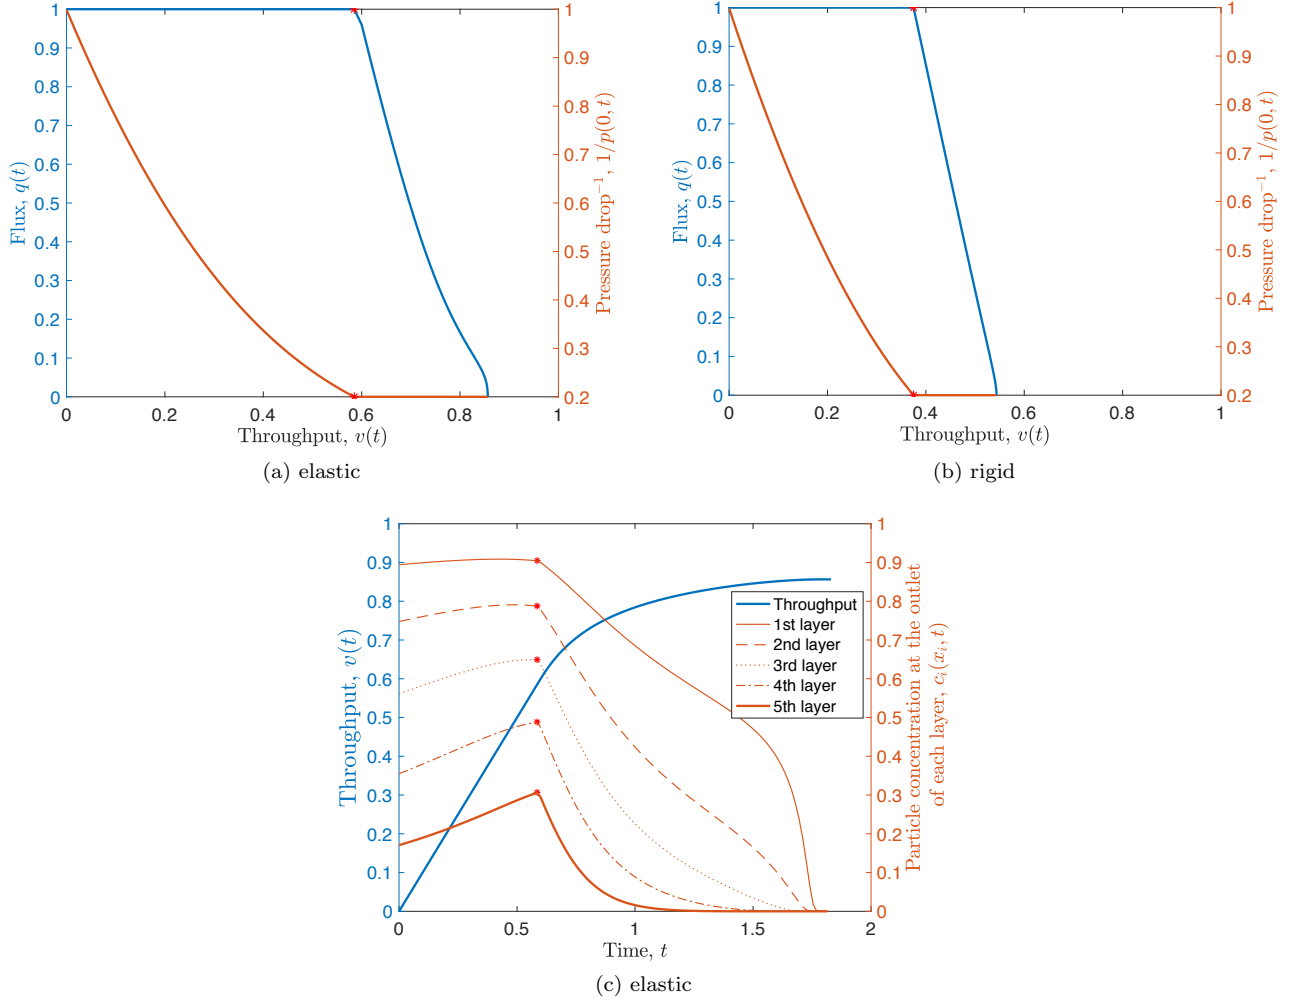 1
0.9
0.8
0.7
0.6
0.5
0.4
0.3
0.2
0.1
0
Flux, q(t)
0 0.2 0.4 0.6 0.8 1
Throughput, v(t)
1
0.9
0.8
0.7
0.6
0.5
0.4
0.3
0.2
Pressure drop⁻¹, 1/p(0, t)
(a) elastic
1
0.9
0.8
0.7
0.6
0.5
0.4
0.3
0.2
0.1
0
Flux, q(t)
0 0.2 0.4 0.6 0.8 1
Throughput, v(t)
1
0.9
0.8
0.7
0.6
0.5
0.4
0.3
0.2
Pressure drop⁻¹, 1/p(0, t)
(b) rigid
1
0.9
0.8
0.7
0.6
0.5
0.4
0.3
0.2
0.1
0
Throughput, v(t)
Throughput
1st layer
2nd layer
3rd layer
4th layer
5th layer
0 0.5 1 1.5 2
Time, t
1
0.9
0.8
0.7
0.6
0.5
0.4
0.3
0.2
0.1
0
Particle concentration at the outlet
of each layer, cᵢ(xᵢ, t)
(c) elastic